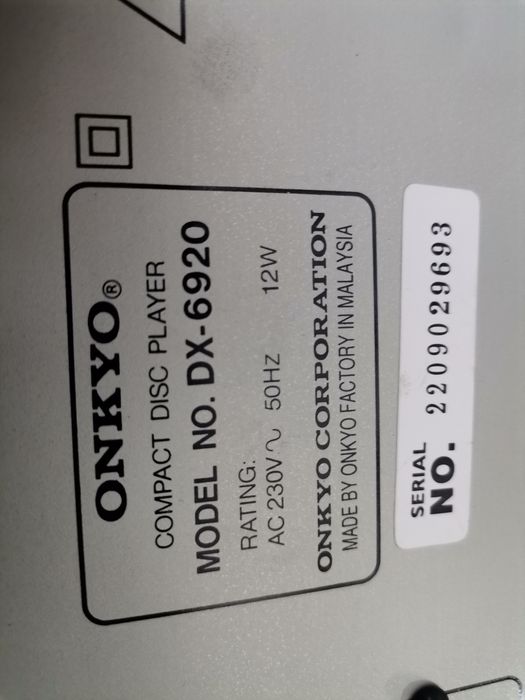 ONKYO®
COMPACT DISC PLAYER
MODEL NO. DX-6920
RATING:
AC 230V∿ 50HZ 12W
ONKYO CORPORATION
MADE BY ONKYO FACTORY IN MALAYSIA
SERIAL
NO. 2209029693